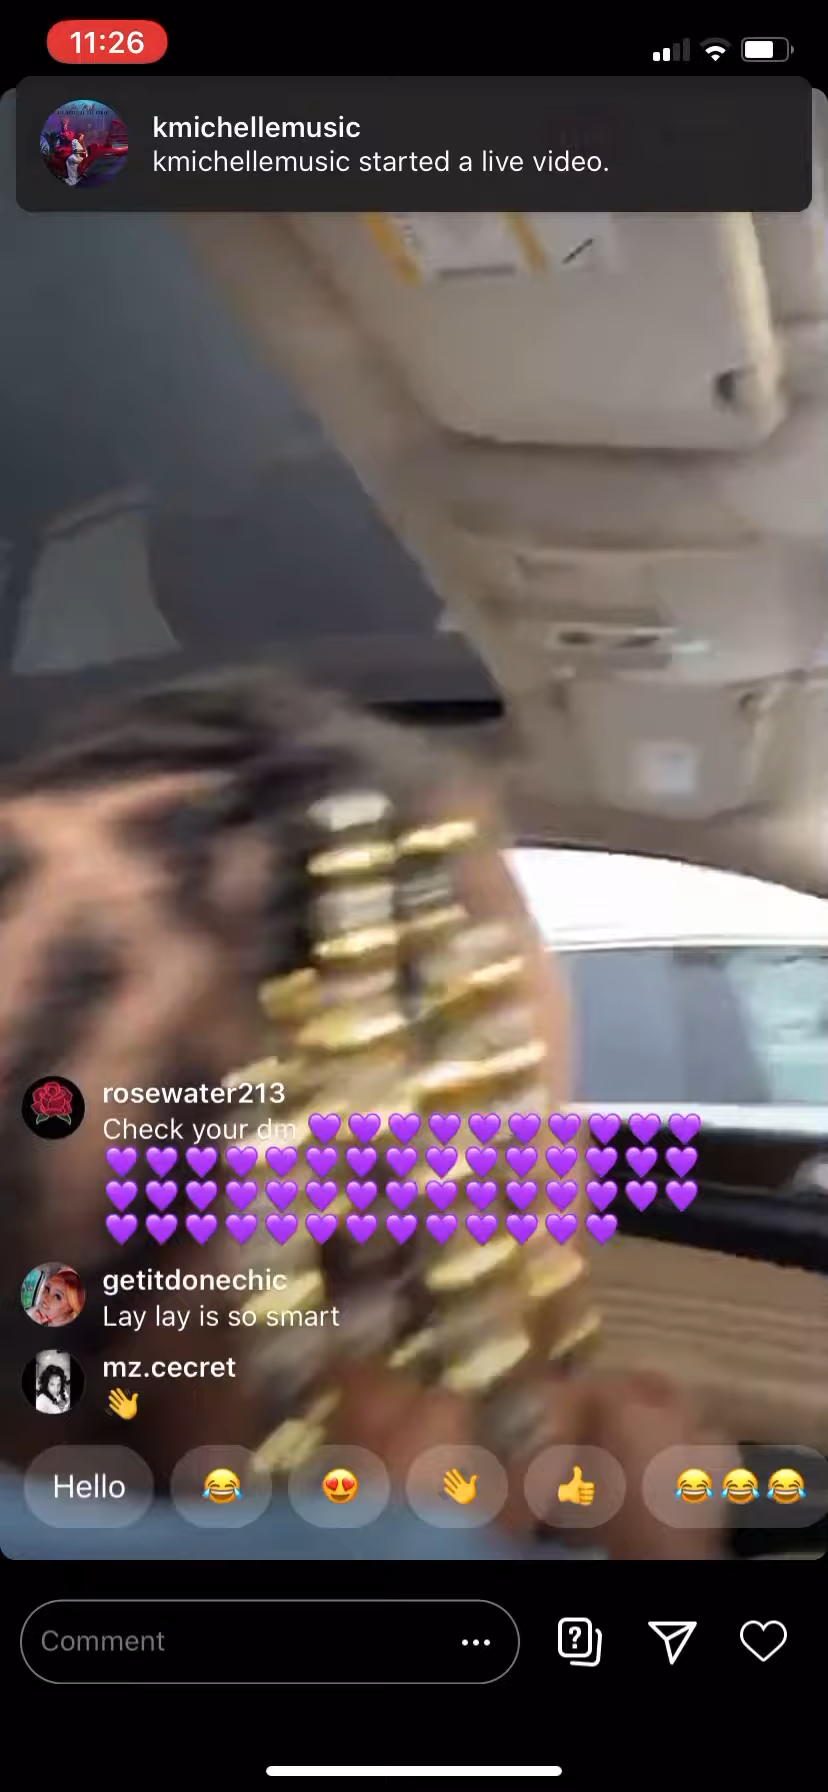 11:26
kmichellemusic
kmichellemusic started a live video.
rosewater213
Check your dm 💜💜💜💜💜💜💜💜💜💜
💜💜💜💜💜💜💜💜💜💜💜💜💜💜💜
💜💜💜💜💜💜💜💜💜💜💜💜💜💜💜
💜💜💜💜💜💜💜💜💜💜💜💜💜
getitdonechic
Lay lay is so smart
mz.cecret
👋
Hello 😂 😍 👋 👍 😂😂😂
Comment